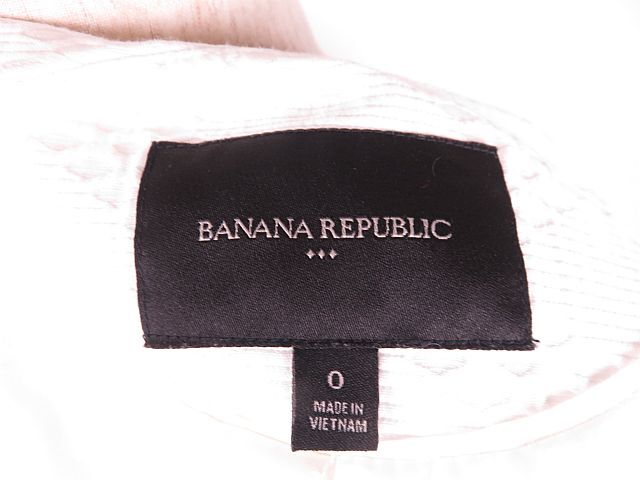 BANANA REPUBLIC
♦♦♦
0
MADE IN
VIETNAM